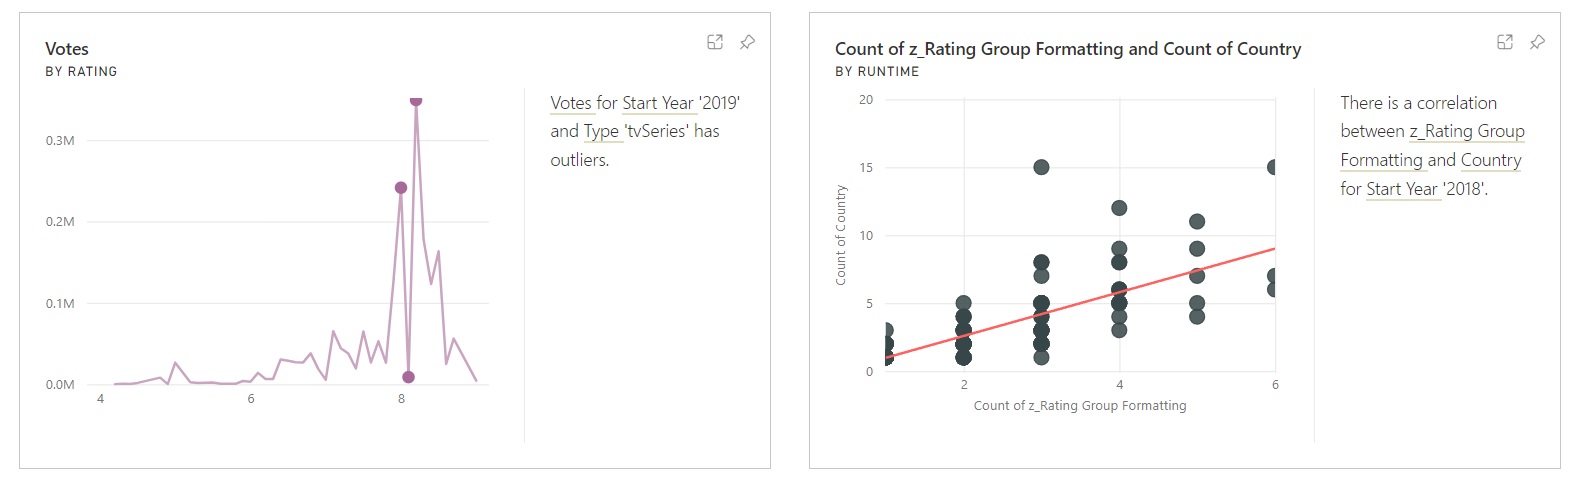 Votes
BY RATING
0.3M
0.2M
0.1M
0.0M
4 6 8
Votes for Start Year '2019'
and Type 'tvSeries' has
outliers.
Count of z_Rating Group Formatting and Count of Country
BY RUNTIME
Count of Country
20
15
10
5
0
2 4 6
Count of z_Rating Group Formatting
There is a correlation
between z_Rating Group
Formatting and Country
for Start Year '2018'.